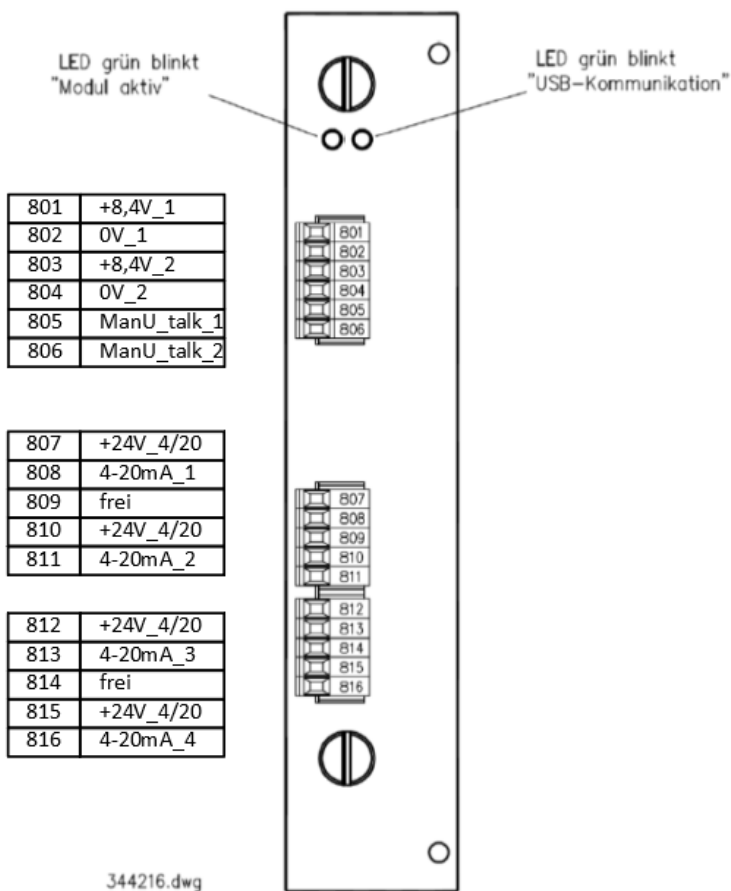 LED grün blinkt
"Modul aktiv"
LED grün blinkt
"USB-Kommunikation"
801 +8,4V_1
802 0V_1
803 +8,4V_2
804 0V_2
805 ManU_talk_1
806 ManU_talk_2
801
802
803
804
805
806
807 +24V_4/20
808 4-20mA_1
809 frei
810 +24V_4/20
811 4-20mA_2
807
808
809
810
811
812 +24V_4/20
813 4-20mA_3
814 frei
815 +24V_4/20
816 4-20mA_4
812
813
814
815
816
344216.dwg